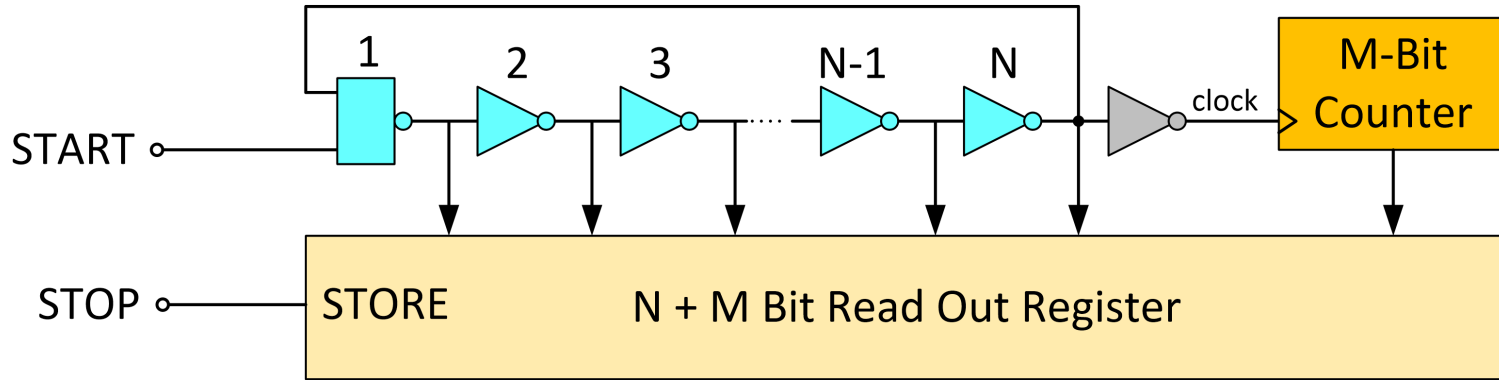 1
2
3
N-1
N
clock
M-Bit
Counter
START
STOP
STORE
N + M Bit Read Out Register